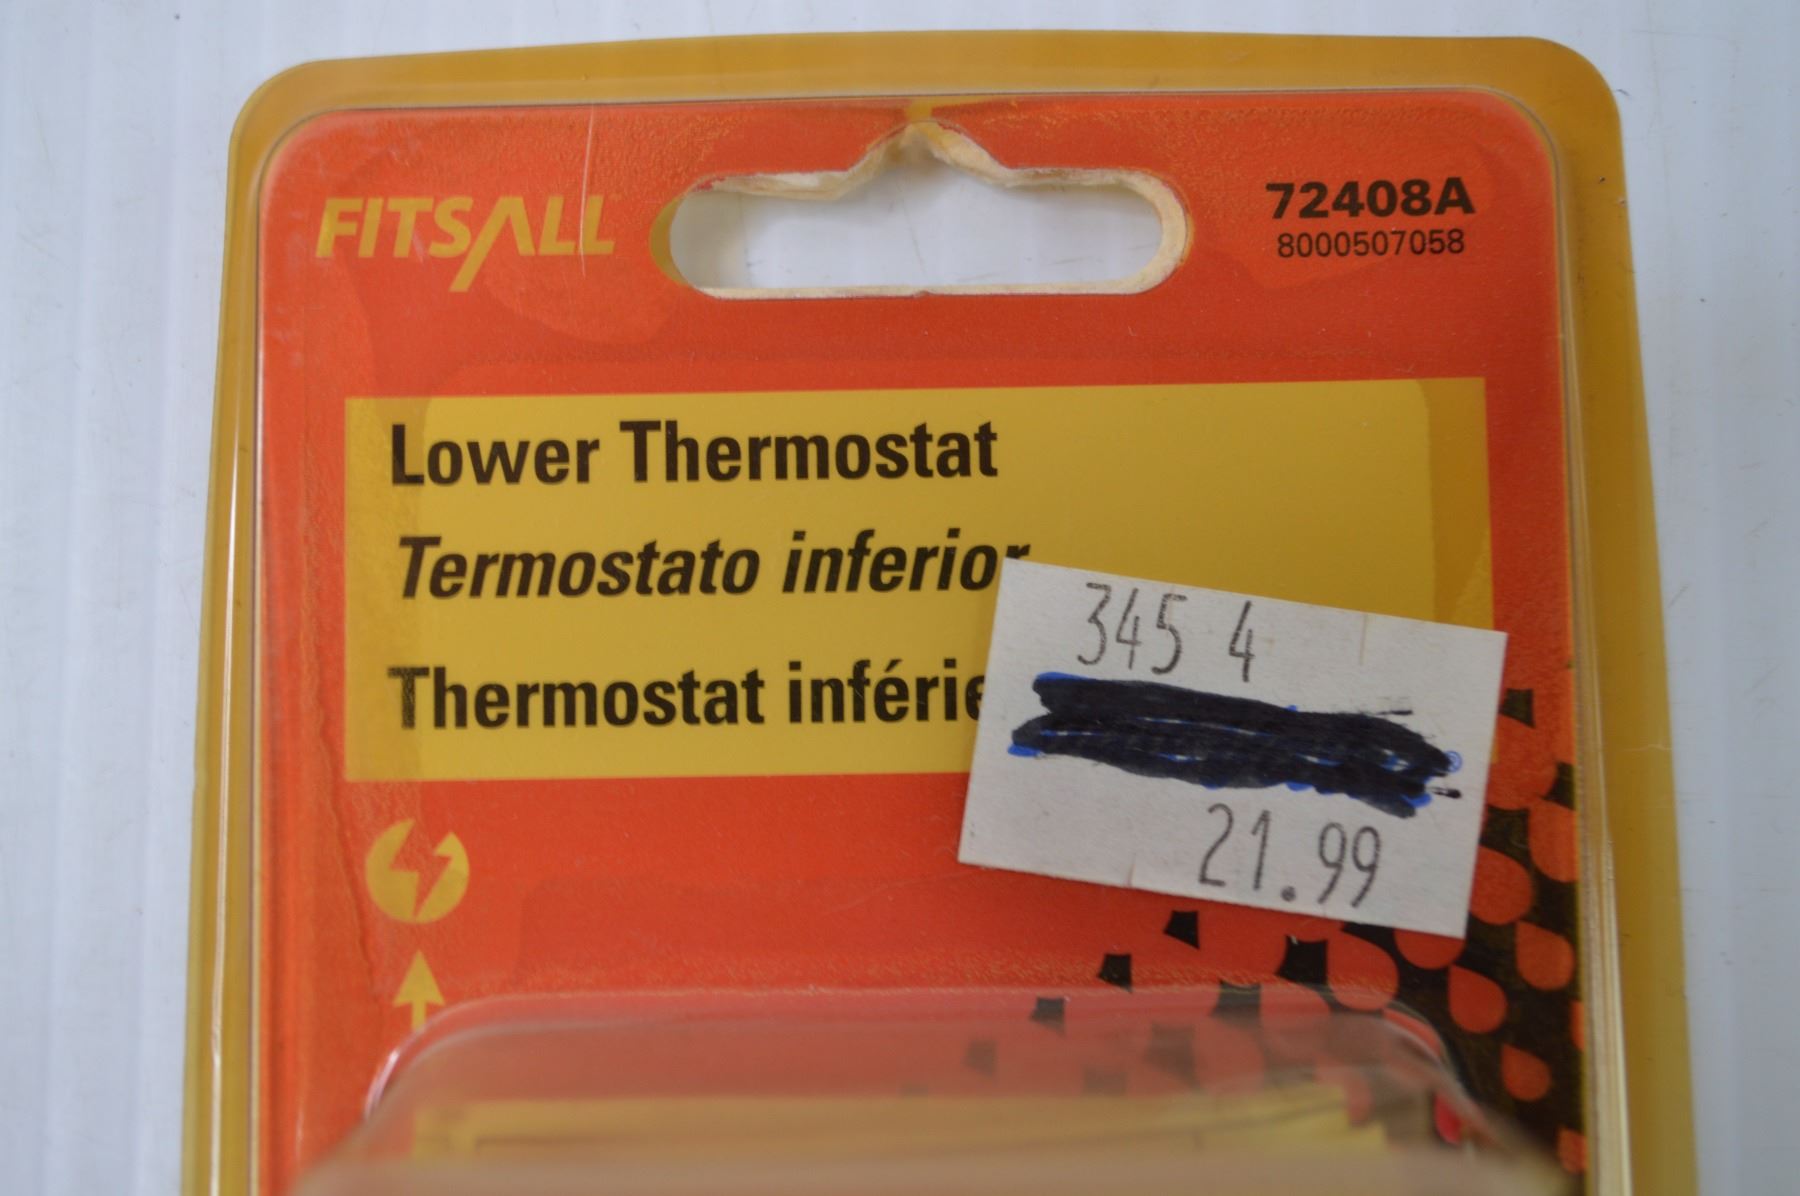 FITSALL
72408A
8000507058
Lower Thermostat
Termostato inferior
Thermostat inférie
345 4
21.99